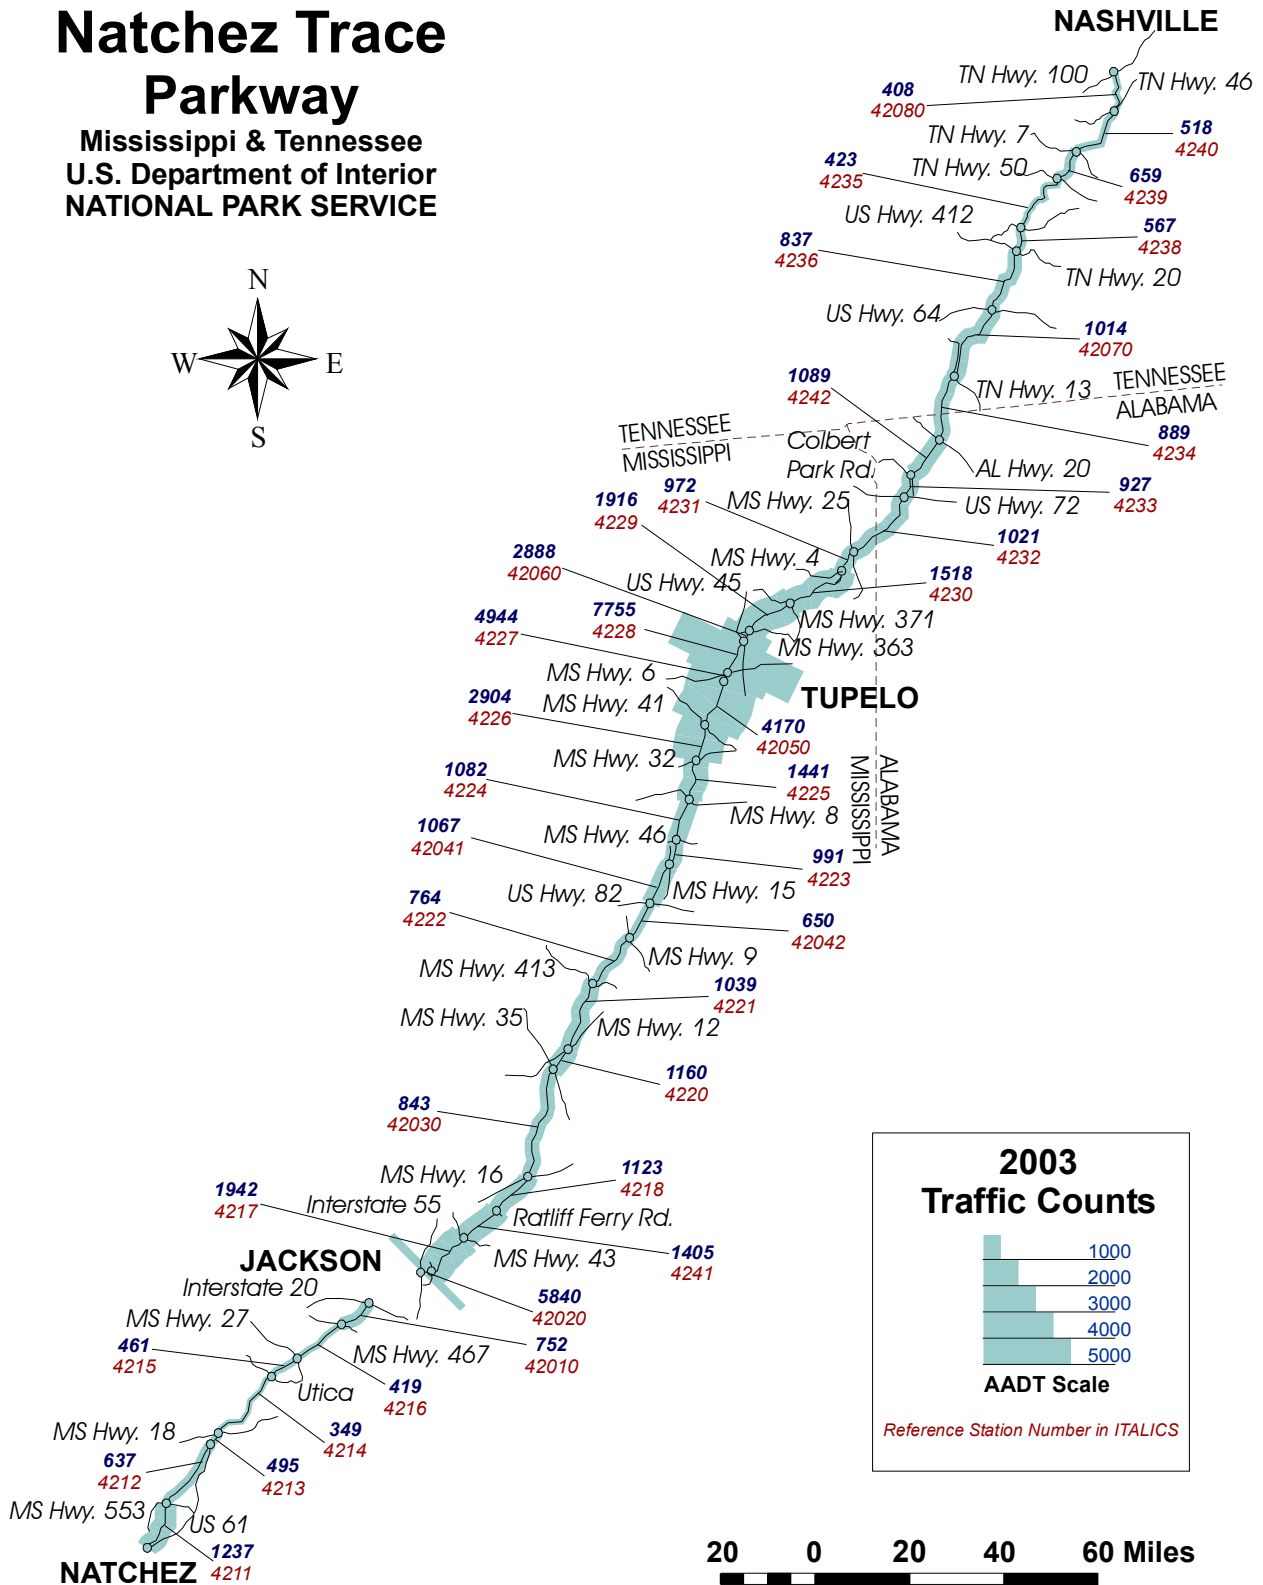 Natchez Trace
Parkway
Mississippi & Tennessee
U.S. Department of Interior
NATIONAL PARK SERVICE
N
W
E
S
NASHVILLE
TN Hwy. 100
TN Hwy. 46
408
42080
518
4240
TN Hwy. 7
423
4235
TN Hwy. 50
659
4239
US Hwy. 412
567
4238
837
4236
TN Hwy. 20
US Hwy. 64
1014
42070
1089
4242
TN Hwy. 13
TENNESSEE
ALABAMA
TENNESSEE
MISSISSIPPI
889
4234
Colbert
Park Rd.
AL Hwy. 20
927
4233
972
4231
MS Hwy. 25
US Hwy. 72
1916
4229
1021
4232
2888
42060
MS Hwy. 4
US Hwy. 45
1518
4230
4944
4227
7755
4228
MS Hwy. 371
MS Hwy. 363
MS Hwy. 6
TUPELO
2904
4226
MS Hwy. 41
4170
42050
MS Hwy. 32
MISSISSIPPI
ALABAMA
1082
4224
1441
4225
MS Hwy. 8
1067
42041
MS Hwy. 46
991
4223
764
4222
US Hwy. 82
MS Hwy. 15
650
42042
MS Hwy. 413
MS Hwy. 9
1039
4221
MS Hwy. 35
MS Hwy. 12
1160
4220
843
42030
MS Hwy. 16
1123
4218
1942
4217
Interstate 55
Ratliff Ferry Rd.
JACKSON
MS Hwy. 43
1405
4241
Interstate 20
5840
42020
MS Hwy. 27
752
42010
461
4215
MS Hwy. 467
Utica
419
4216
MS Hwy. 18
349
4214
637
4212
495
4213
MS Hwy. 553
US 61
1237
4211
NATCHEZ
2003
Traffic Counts
1000
2000
3000
4000
5000
AADT Scale
Reference Station Number in ITALICS
20 0 20 40 60 Miles